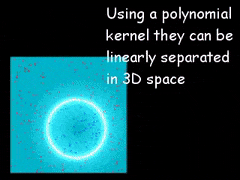 Using a polynomial
kernel they can be
linearly separated
in 3D space